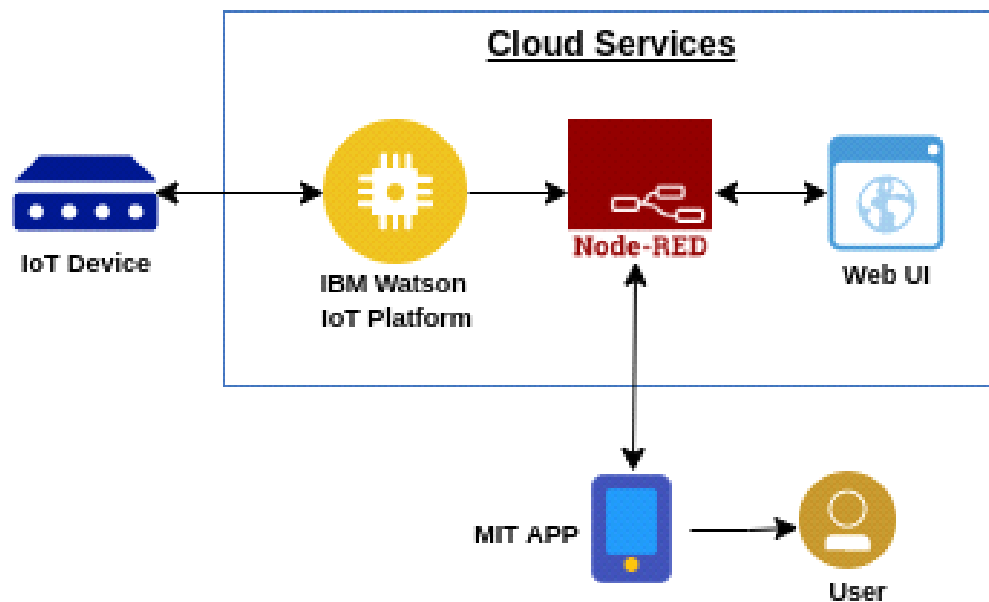 Cloud Services
IoT Device
IBM Watson
IoT Platform
Node-RED
Web UI
MIT APP
User